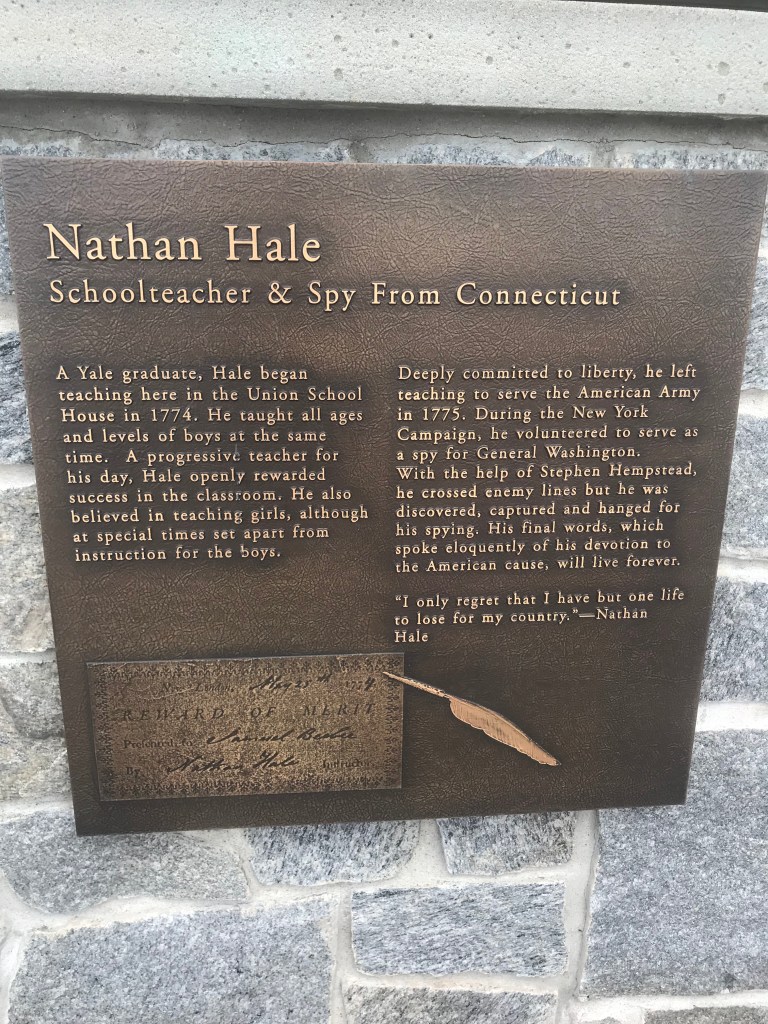 Nathan Hale
Schoolteacher & Spy From Connecticut
A Yale graduate, Hale began
teaching here in the Union School
House in 1774. He taught all ages
and levels of boys at the same
time. A progressive teacher for
his day, Hale openly rewarded
success in the classroom. He also
believed in teaching girls, although
at special times set apart from
instruction for the boys.
Deeply committed to liberty, he left
teaching to serve the American Army
in 1775. During the New York
Campaign, he volunteered to serve as
a spy for General Washington.
With the help of Stephen Hempstead,
he crossed enemy lines but he was
discovered, captured and hanged for
his spying. His final words, which
spoke eloquently of his devotion to
the American cause, will live forever.
“I only regret that I have but one life
to lose for my country.”—Nathan
Hale
REWARD OF MERIT
Presented to
By Nathan Hale